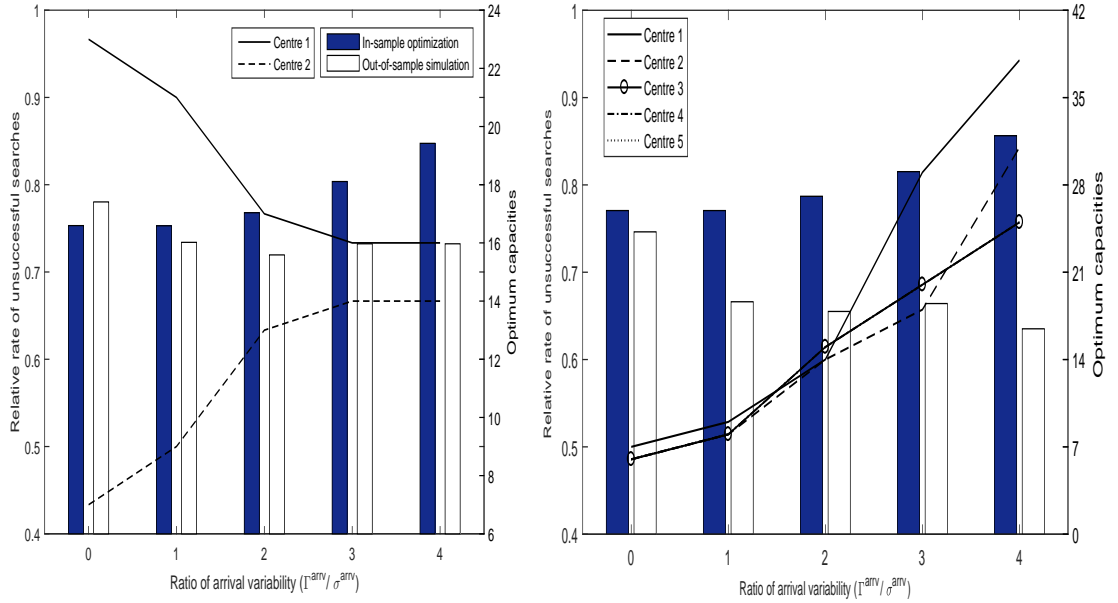 Relative rate of unsuccessful searches
1
0.9
0.8
0.7
0.6
0.5
0.4
Centre 1
Centre 2
In-sample optimization
Out-of-sample simulation
24
22
20
18
16
14
12
10
8
6
Optimum capacities
0 1 2 3 4
Ratio of arrival variability (Γ^arrv/ σ^arrv)
Relative rate of unsuccessful searches
1
0.9
0.8
0.7
0.6
0.5
0.4
Centre 1
Centre 2
Centre 3
Centre 4
Centre 5
42
35
28
21
14
7
0
Optimum capacities
0 1 2 3 4
Ratio of arrival variability (Γ^arrv/ σ^arrv)